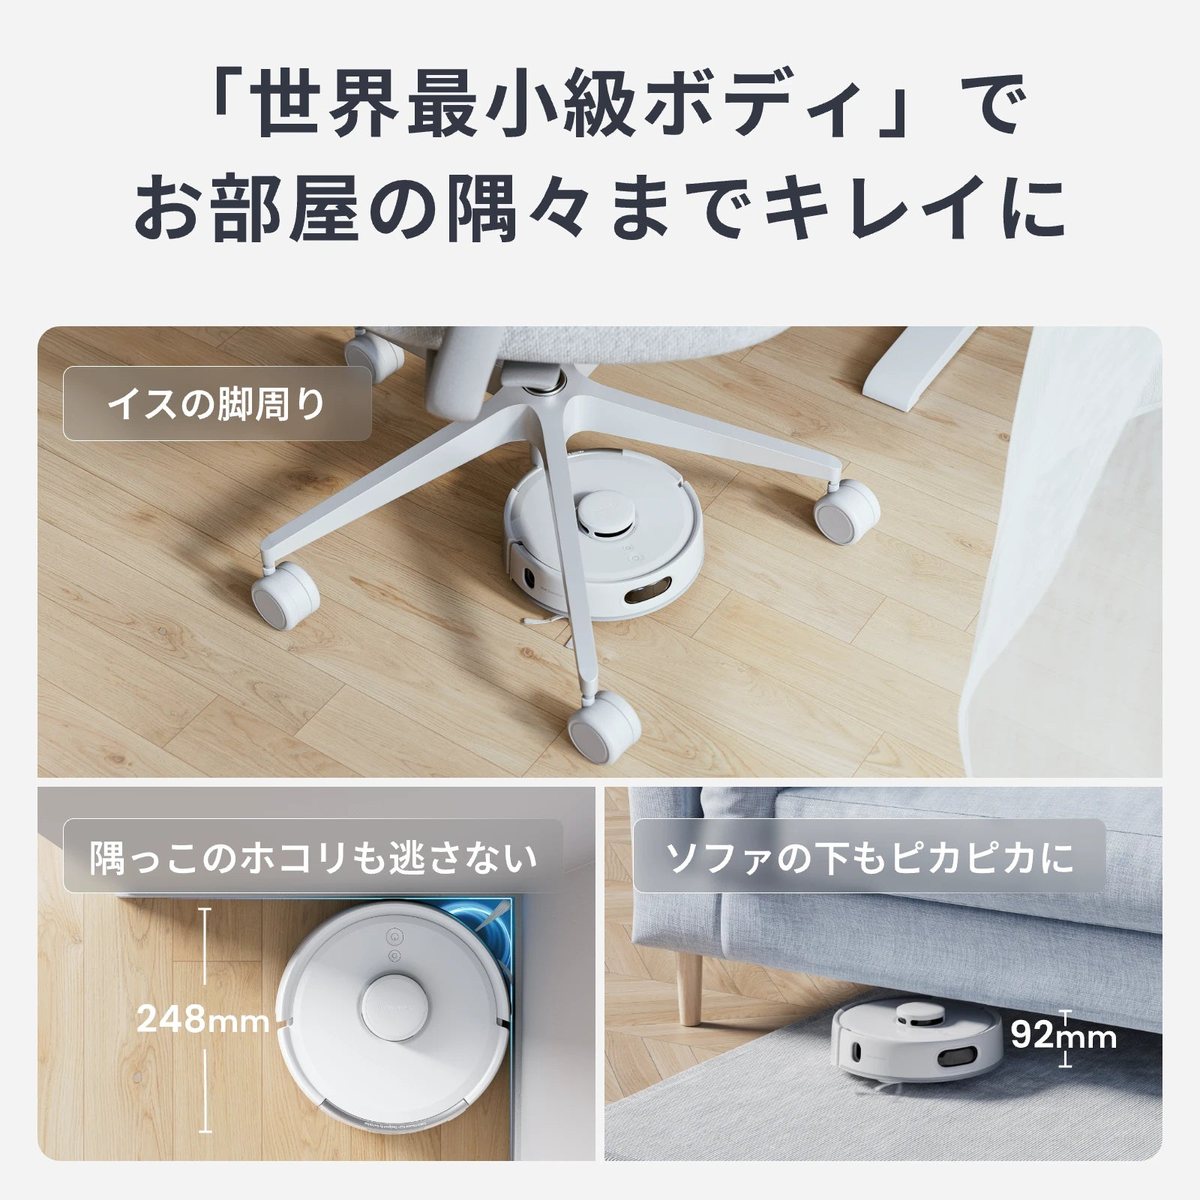 「世界最小級ボディ」で
お部屋の隅々までキレイに
イスの脚周り
隅っこのホコリも逃さない
248mm
ソファの下もピカピカに
92mm